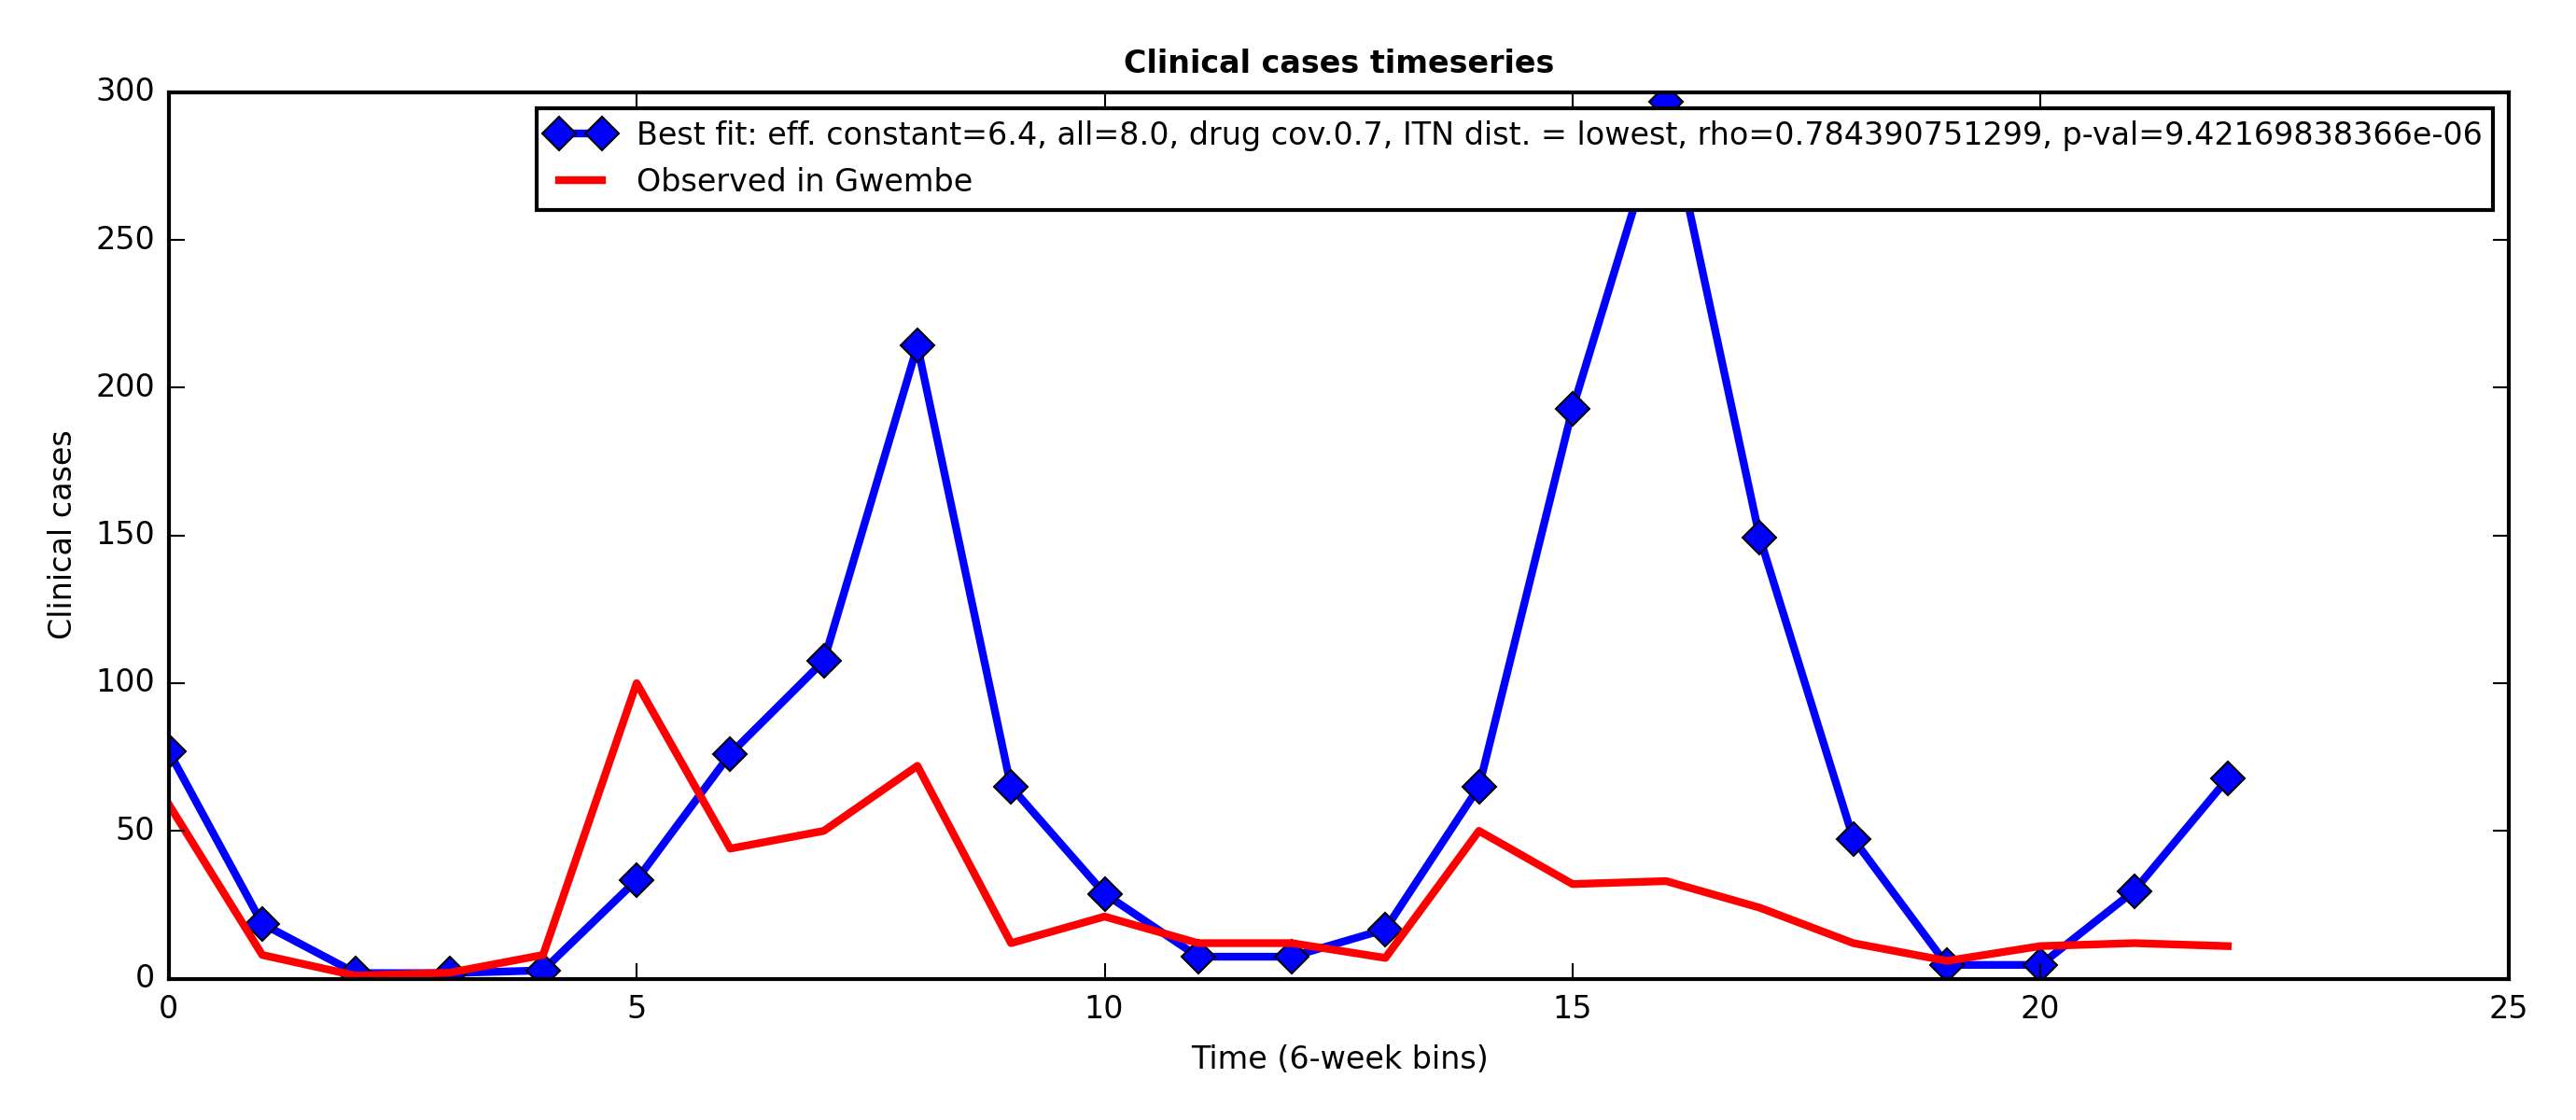 Clinical cases timeseries
Best fit: eff. constant=6.4, all=8.0, drug cov.0.7, ITN dist. = lowest, rho=0.784390751299, p-val=9.42169838366e-06
Observed in Gwembe
Clinical cases
300
250
200
150
100
50
0
0 5 10 15 20 25
Time (6-week bins)